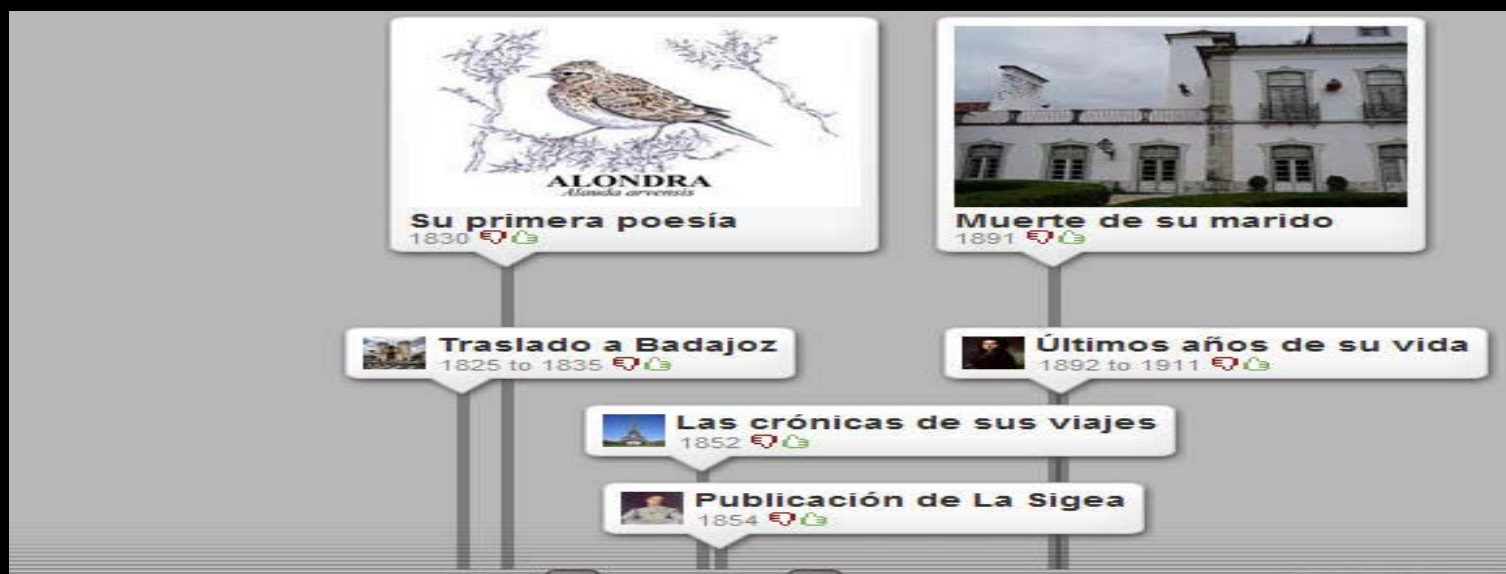 ALONDRA
Alauda arvensis
Su primera poesía
1830
Muerte de su marido
1891
Traslado a Badajoz
1825 to 1835
Últimos años de su vida
1892 to 1911
Las crónicas de sus viajes
1852
Publicación de La Sigea
1854